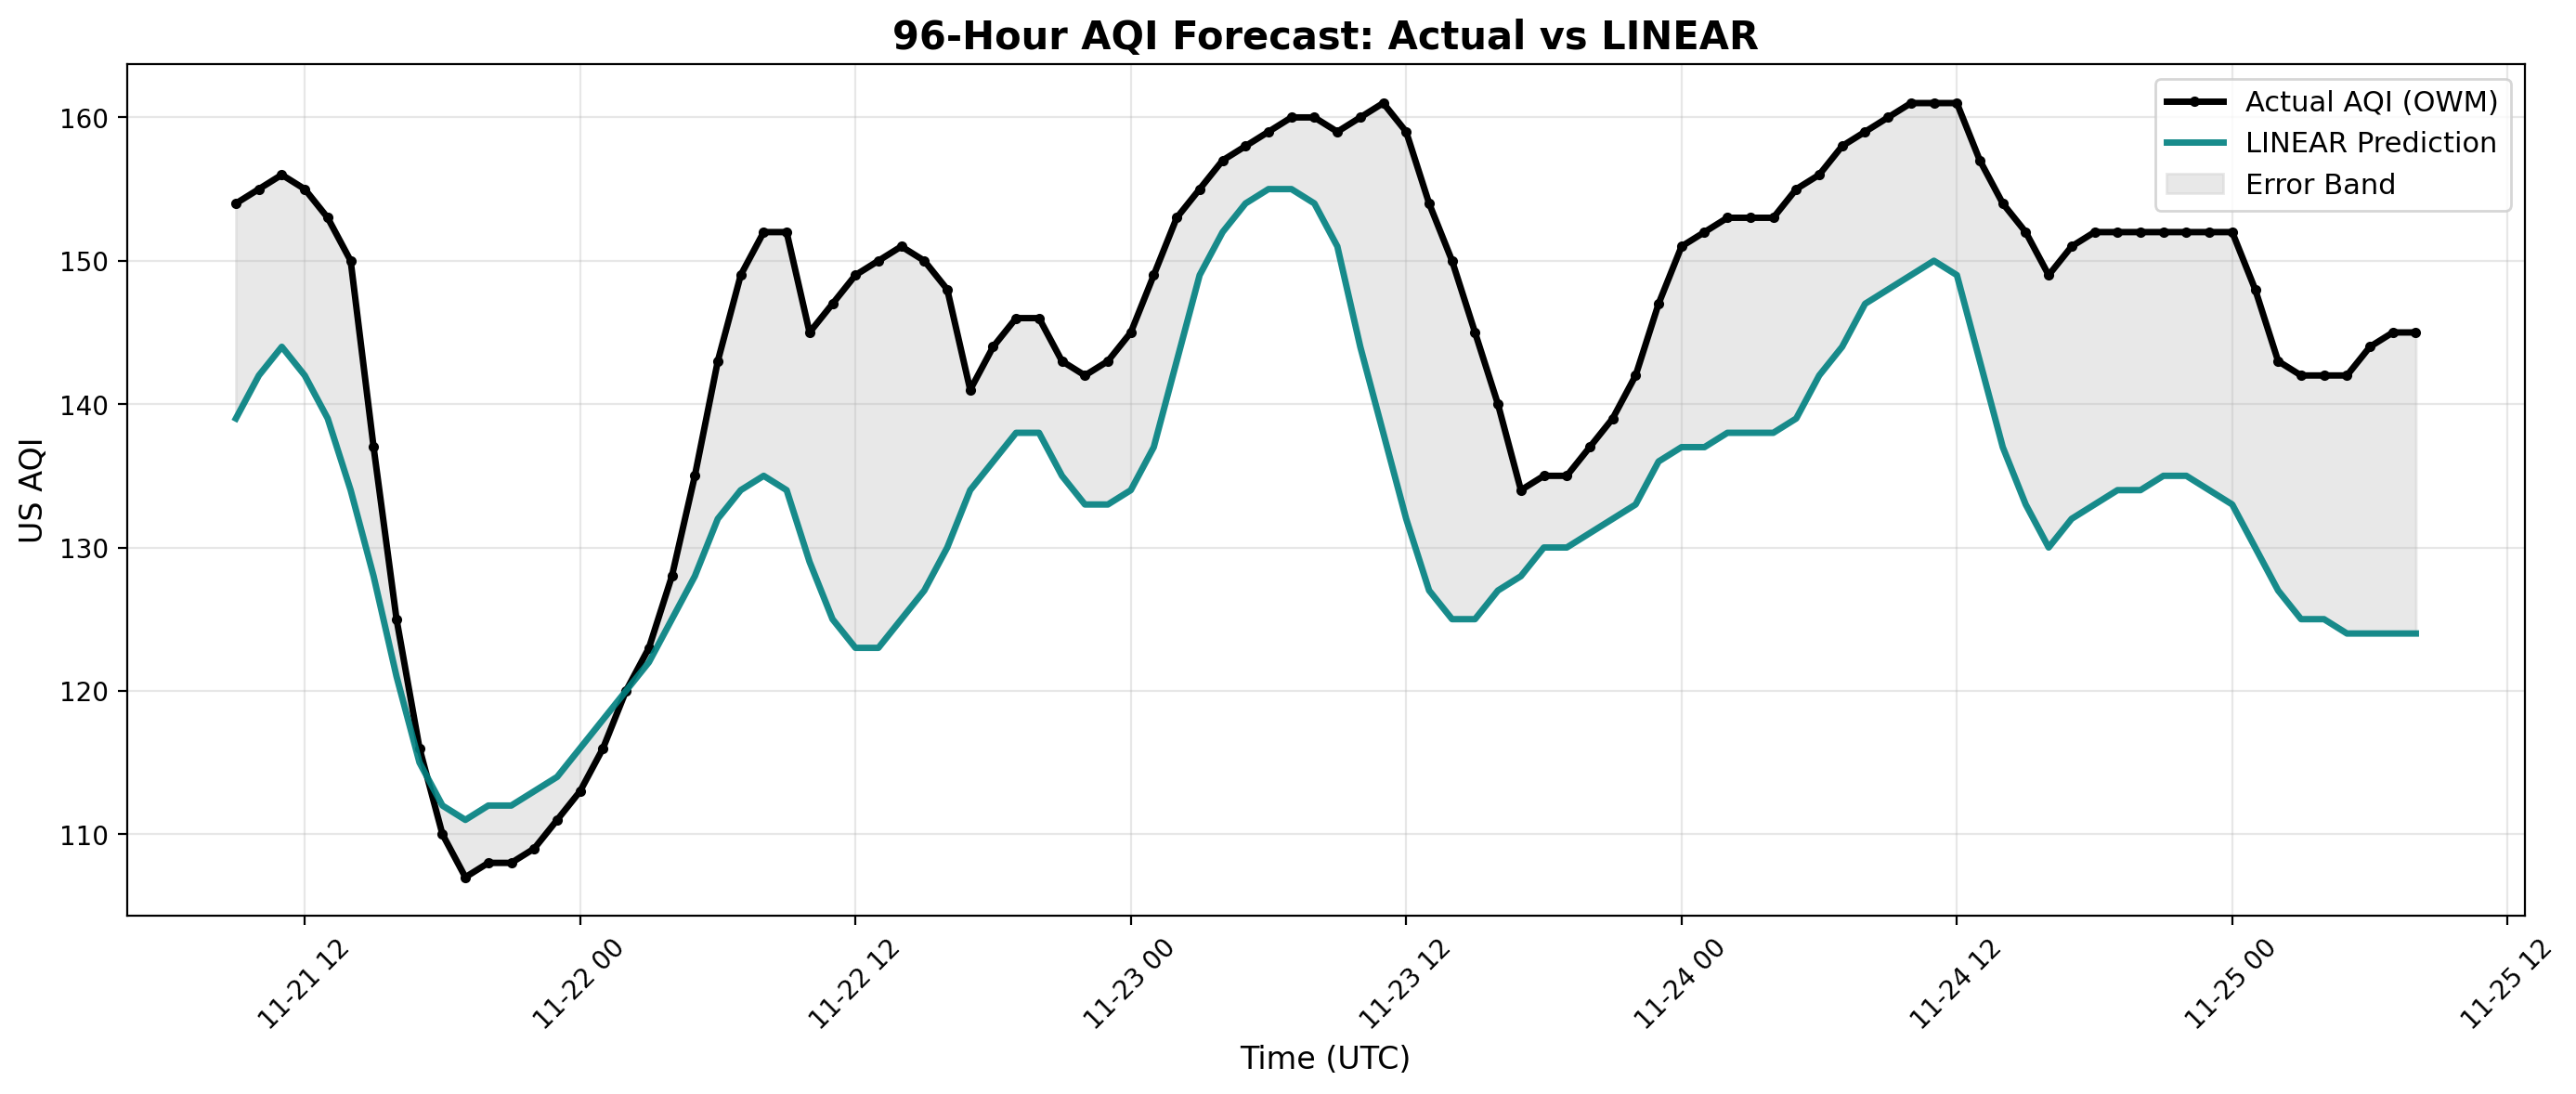 96-Hour AQI Forecast: Actual vs LINEAR
Actual AQI (OWM)
LINEAR Prediction
Error Band
US AQI
160
150
140
130
120
110
11-21 12
11-22 00
11-22 12
11-23 00
11-23 12
11-24 00
11-24 12
11-25 00
11-25 12
Time (UTC)